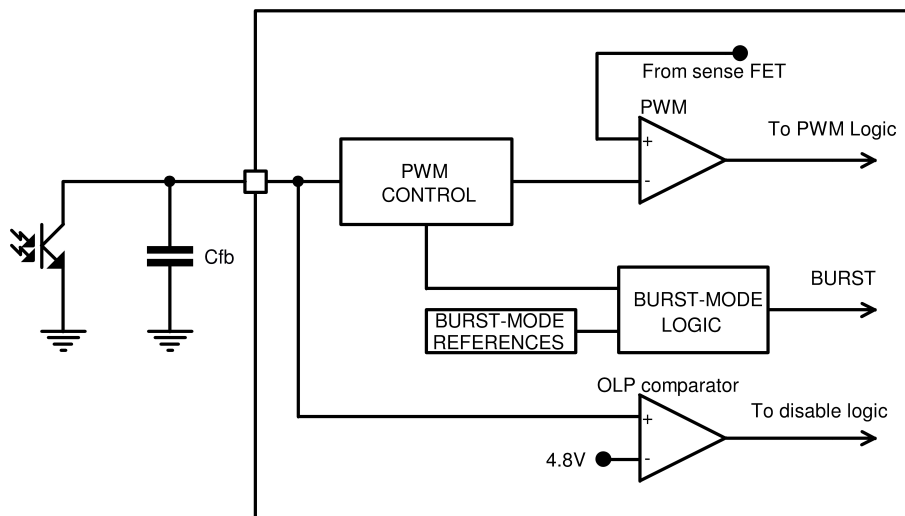 From sense FET
PWM
To PWM Logic
+
-
PWM
CONTROL
Cfb
BURST-MODE
LOGIC
BURST
BURST-MODE
REFERENCES
OLP comparator
To disable logic
+
-
4.8V